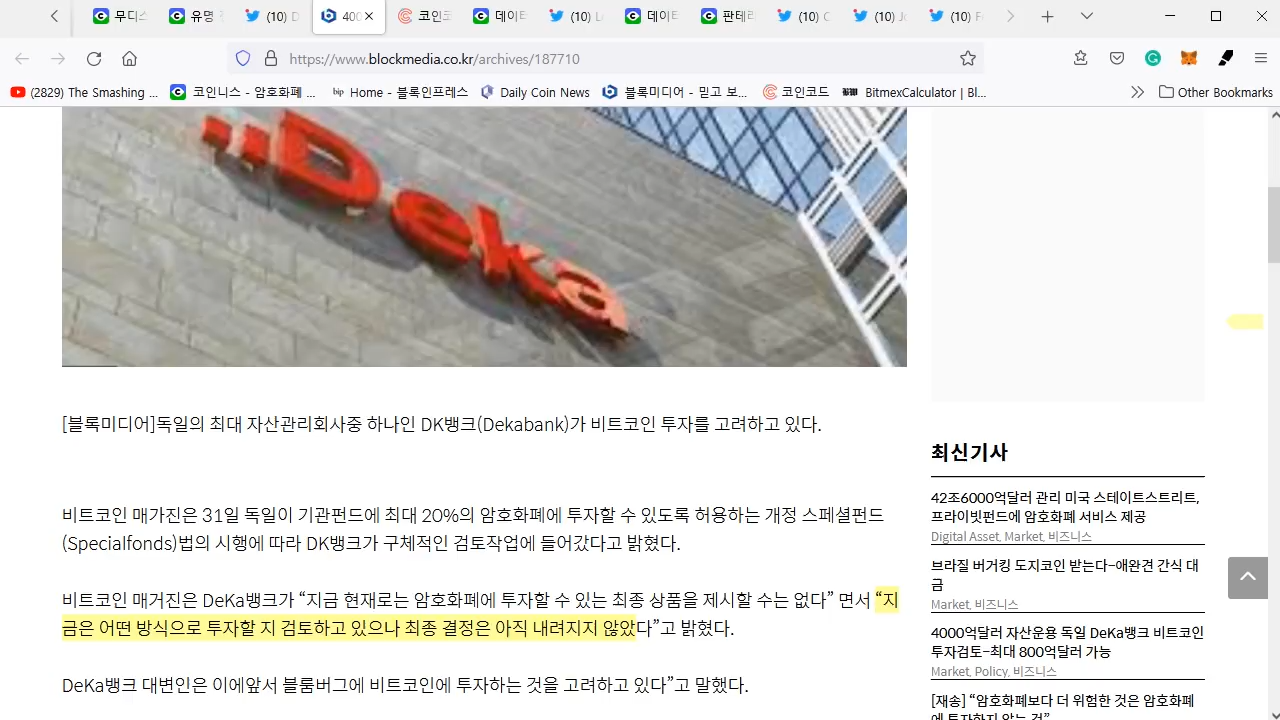 무디스
유명
(10) D
400
코인코
데이터
(10) L
데이터
판테라
(10) C
(10) Jo
(10) F
https://www.blockmedia.co.kr/archives/187710
(2829) The Smashing ...
코인니스 - 암호화폐 ...
bip Home - 블록인프레스
Daily Coin News
블록미디어 - 믿고 보...
코인코드
BitmexCalculator | Bl...
Other Bookmarks
Deka
[블록미디어]독일의 최대 자산관리회사중 하나인 DK뱅크(Dekabank)가 비트코인 투자를 고려하고 있다.
비트코인 매가진은 31일 독일이 기관펀드에 최대 20%의 암호화폐에 투자할 수 있도록 허용하는 개정 스페셜펀드
(Specialfonds)법의 시행에 따라 DK뱅크가 구체적인 검토작업에 들어갔다고 밝혔다.
비트코인 매거진은 DeKa뱅크가 “지금 현재로는 암호화폐에 투자할 수 있는 최종 상품을 제시할 수는 없다” 면서 “지
금은 어떤 방식으로 투자할 지 검토하고 있으나 최종 결정은 아직 내려지지 않았다”고 밝혔다.
DeKa뱅크 대변인은 이에앞서 블룸버그에 비트코인에 투자하는 것을 고려하고 있다”고 말했다.
최신기사
42조6000억달러 관리 미국 스테이트스트리트,
프라이빗펀드에 암호화폐 서비스 제공
Digital Asset, Market, 비즈니스
브라질 버거킹 도지코인 받는다–애완견 간식 대
금
Market, 비즈니스
4000억달러 자산운용 독일 DeKa뱅크 비트코인
투자검토–최대 800억달러 가능
Market, Policy, 비즈니스
[재송] “암호화폐보다 더 위험한 것은 암호화폐
에 투자하지 않는 것”